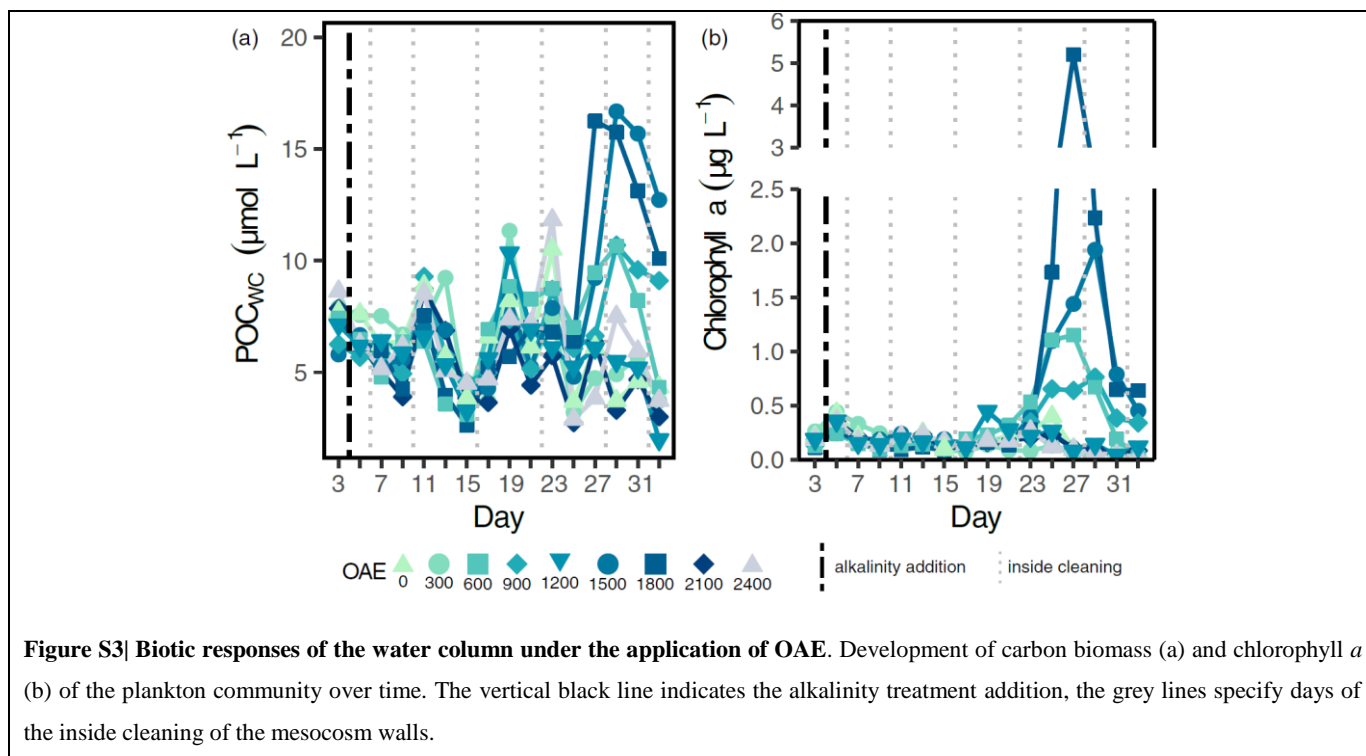 (a)
20
15
10
5
POCWC (µmol L−1)
3 7 11 15 19 23 27 31
Day
(b)
6
5
4
3
2.5
2.0
1.5
1.0
0.5
0.0
Chlorophyll a (µg L−1)
3 7 11 15 19 23 27 31
Day
OAE
0 300 600 900 1200 1500 1800 2100 2400
alkalinity addition
inside cleaning
Figure S3| Biotic responses of the water column under the application of OAE. Development of carbon biomass (a) and chlorophyll a
(b) of the plankton community over time. The vertical black line indicates the alkalinity treatment addition, the grey lines specify days of
the inside cleaning of the mesocosm walls.